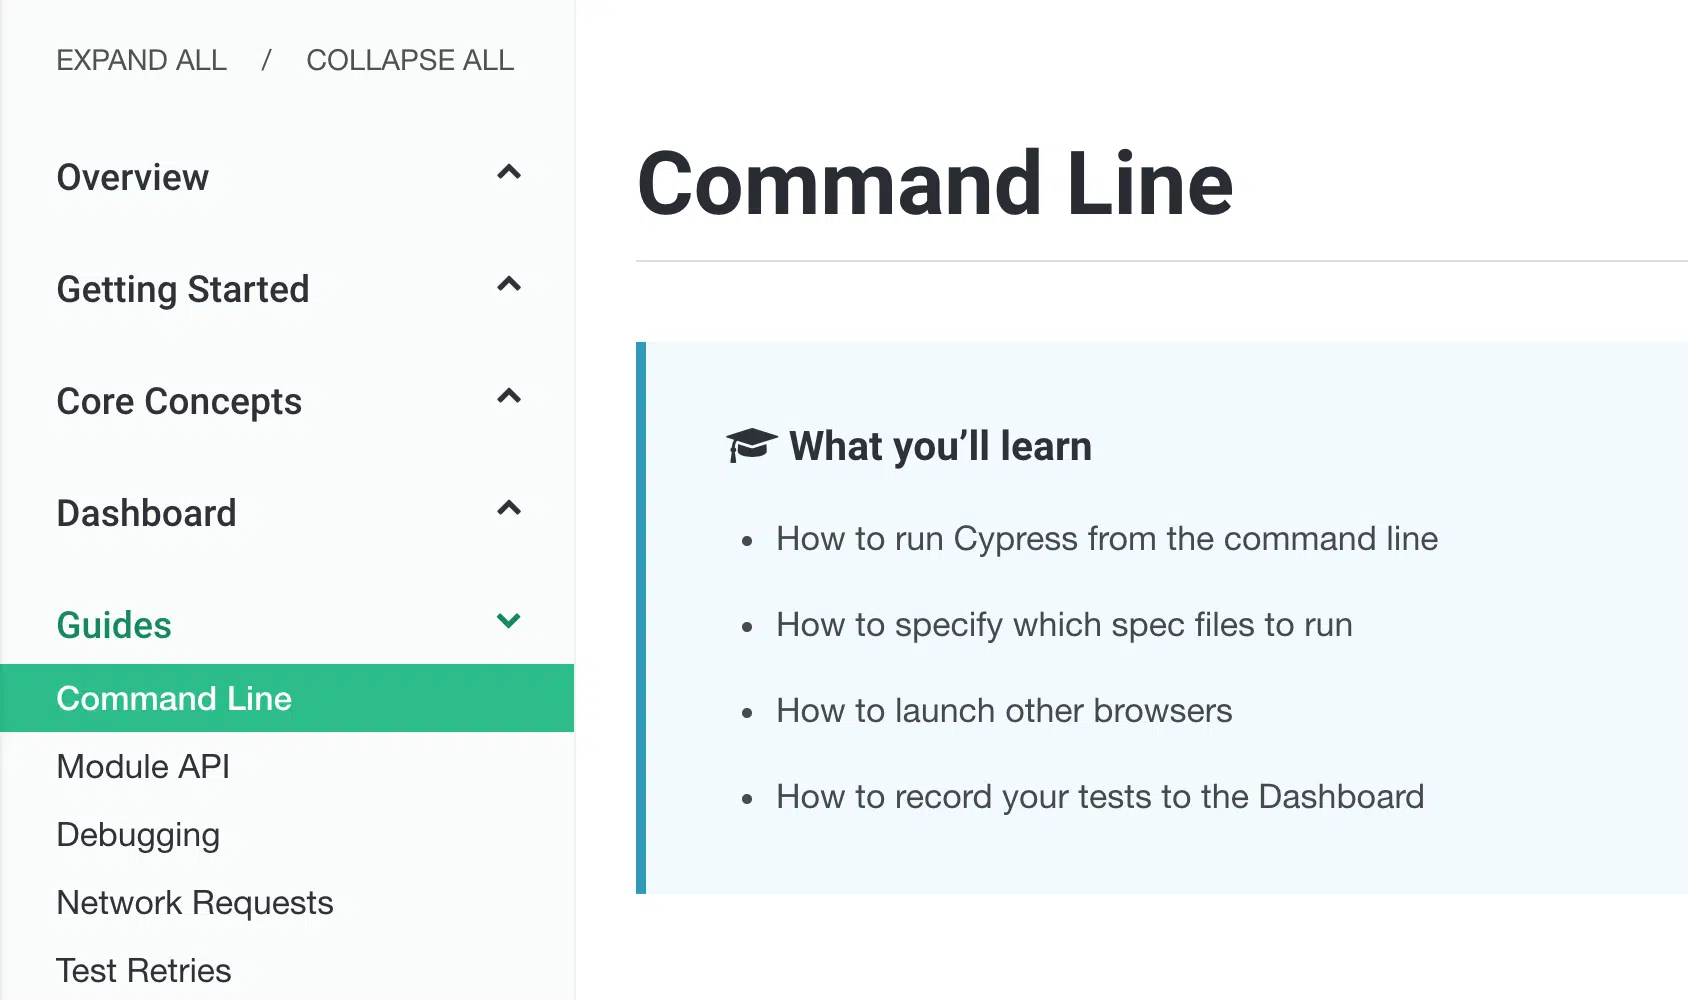 EXPAND ALL / COLLAPSE ALL
Overview
Getting Started
Core Concepts
Dashboard
Guides
Command Line
Module API
Debugging
Network Requests
Test Retries
Command Line
What you’ll learn
• How to run Cypress from the command line
• How to specify which spec files to run
• How to launch other browsers
• How to record your tests to the Dashboard